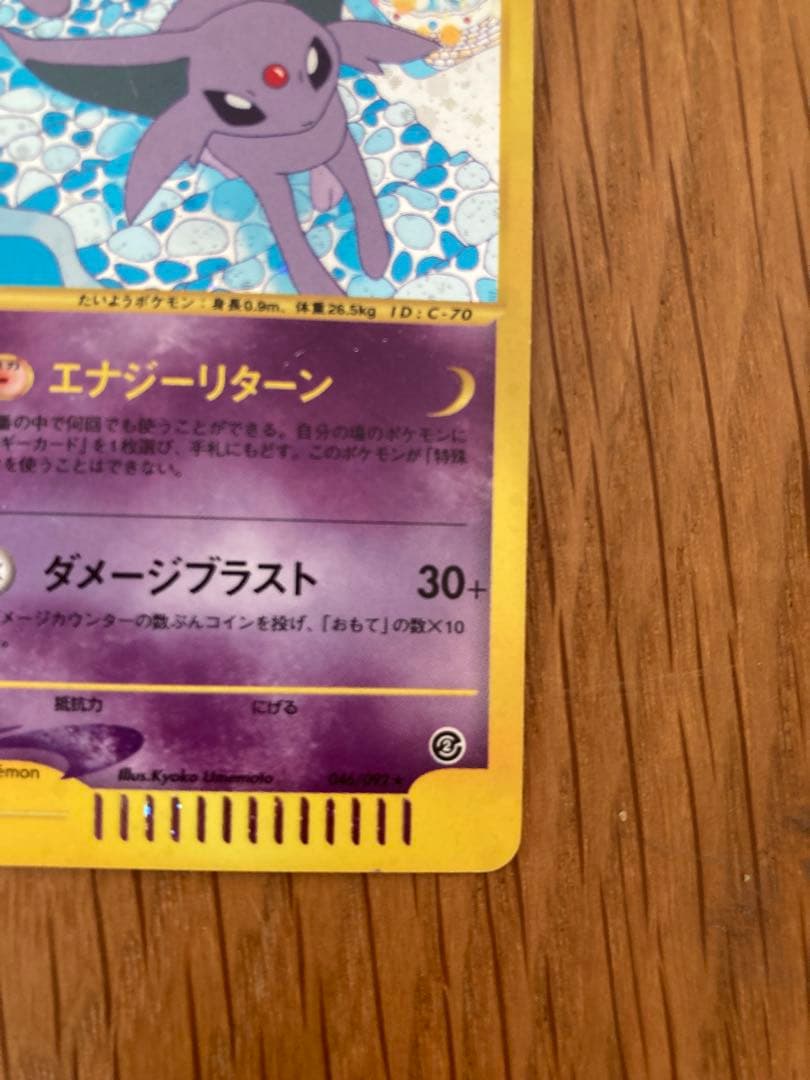 たいようポケモン：身長0.9m、体重26.5kg ID：C-70
エナジーリターン
番の中で何回でも使うことができる。自分の場のポケモンに
ギーカード」を1枚選び、手札にもどす。このポケモンが「特殊
を使うことはできない。
ダメージブラスト 30+
メージカウンターの数ぶんコインを投げ、「おもて」の数×10
。
抵抗力 にげる
2
émon Illus.Kyoko Umemoto 046/092★